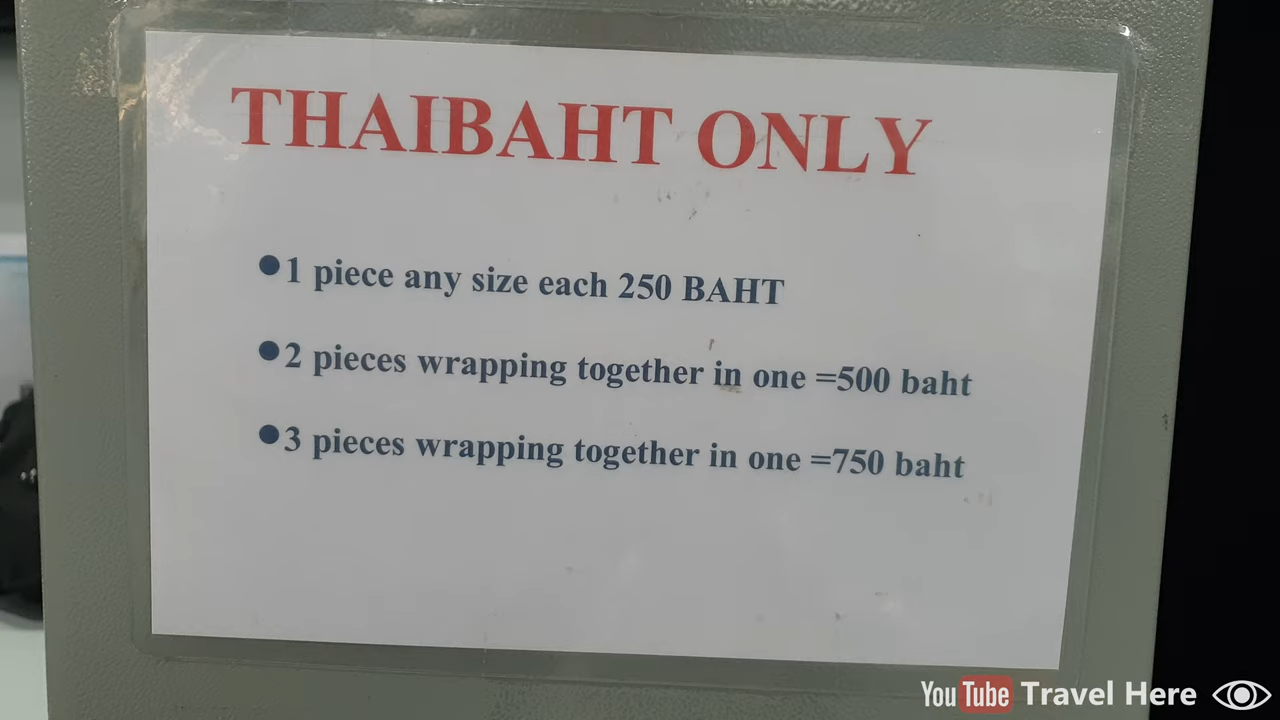 THAIBAHT ONLY
●1 piece any size each 250 BAHT
●2 pieces wrapping together in one =500 baht
●3 pieces wrapping together in one =750 baht
YouTube Travel Here